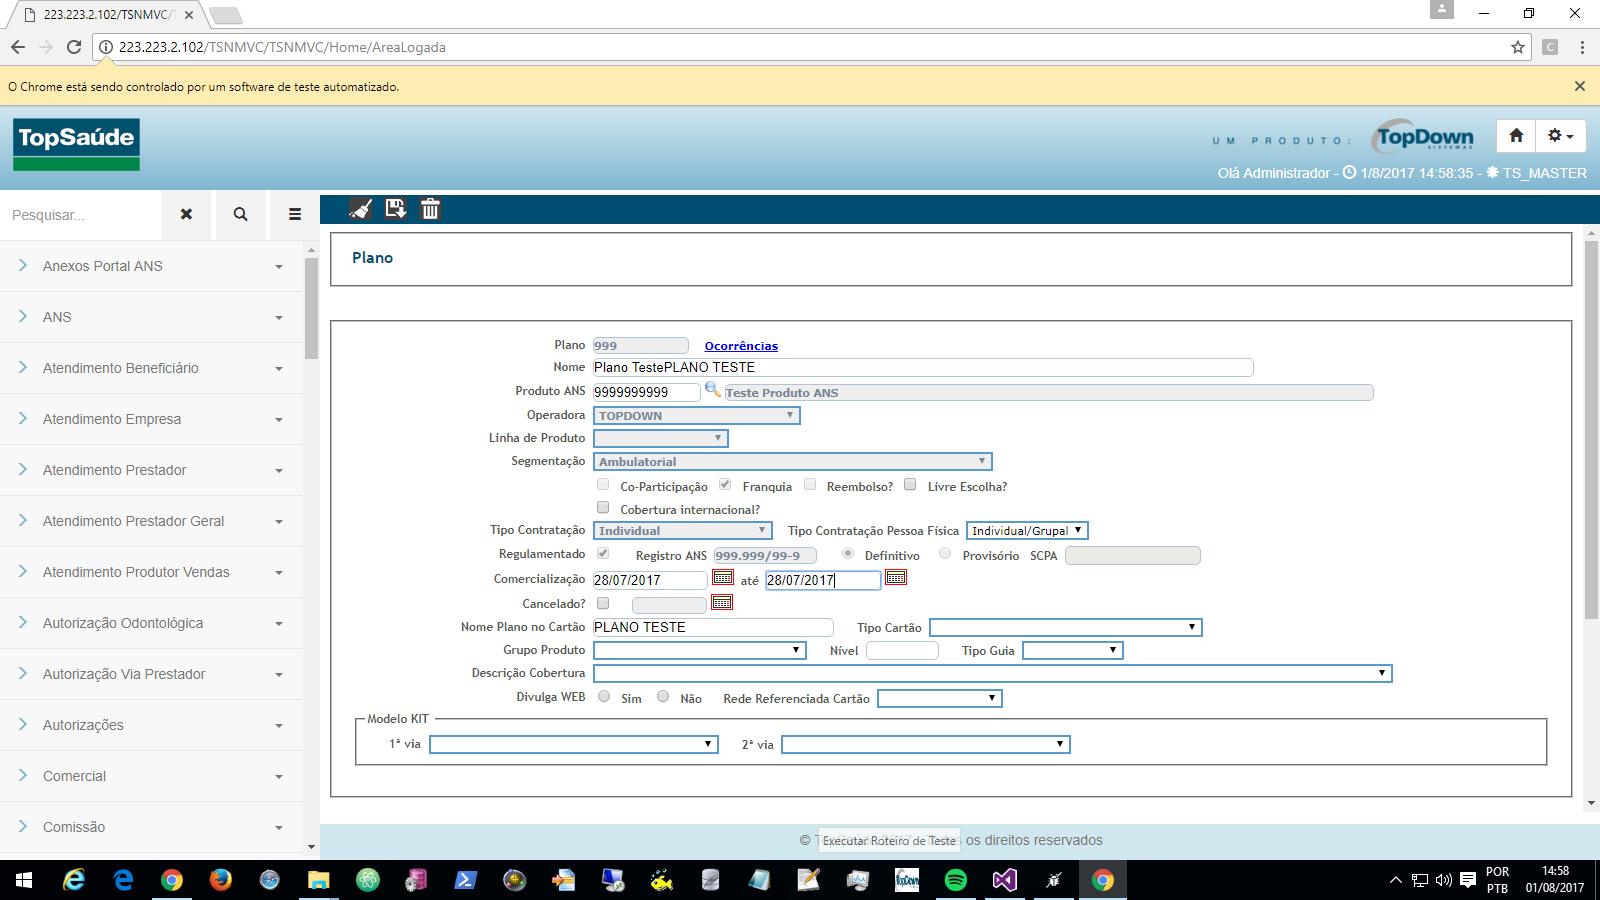 223.223.2.102/TSNMVC/T
223.223.2.102/TSNMVC/TSNMVC/Home/AreaLogada
C
O Chrome está sendo controlado por um software de teste automatizado.
TopSaúde
UM PRODUTO:
TopDown
SISTEMAS
Olá Administrador - 1/8/2017 14:58:35 - TS_MASTER
Pesquisar...
Anexos Portal ANS
ANS
Atendimento Beneficiário
Atendimento Empresa
Atendimento Prestador
Atendimento Prestador Geral
Atendimento Produtor Vendas
Autorização Odontológica
Autorização Via Prestador
Autorizações
Comercial
Comissão
Plano
Plano 999 Ocorrências
Nome Plano TestePLANO TESTE
Produto ANS 9999999999 Teste Produto ANS
Operadora TOPDOWN
Linha de Produto
Segmentação Ambulatorial
Co-Participação Franquia Reembolso? Livre Escolha?
Cobertura internacional?
Tipo Contratação Individual Tipo Contratação Pessoa Física Individual/Grupal
Regulamentado Registro ANS 999.999/99-9 Definitivo Provisório SCPA
Comercialização 28/07/2017 até 28/07/2017
Cancelado?
Nome Plano no Cartão PLANO TESTE Tipo Cartão
Grupo Produto Nível Tipo Guia
Descrição Cobertura
Divulga WEB Sim Não Rede Referenciada Cartão
Modelo KIT
1ª via 2ª via
© os direitos reservados
Executar Roteiro de Teste
TopDown
POR
PTB
14:58
01/08/2017